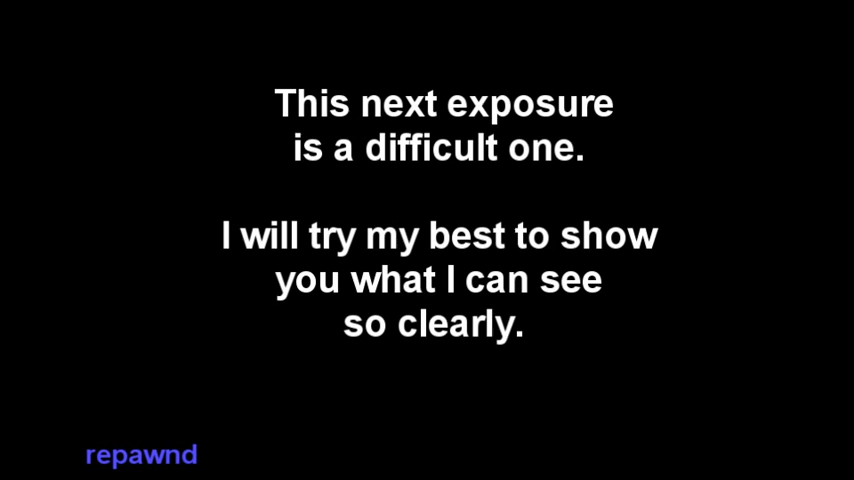 This next exposure
is a difficult one.
I will try my best to show
you what I can see
so clearly.
repawnd